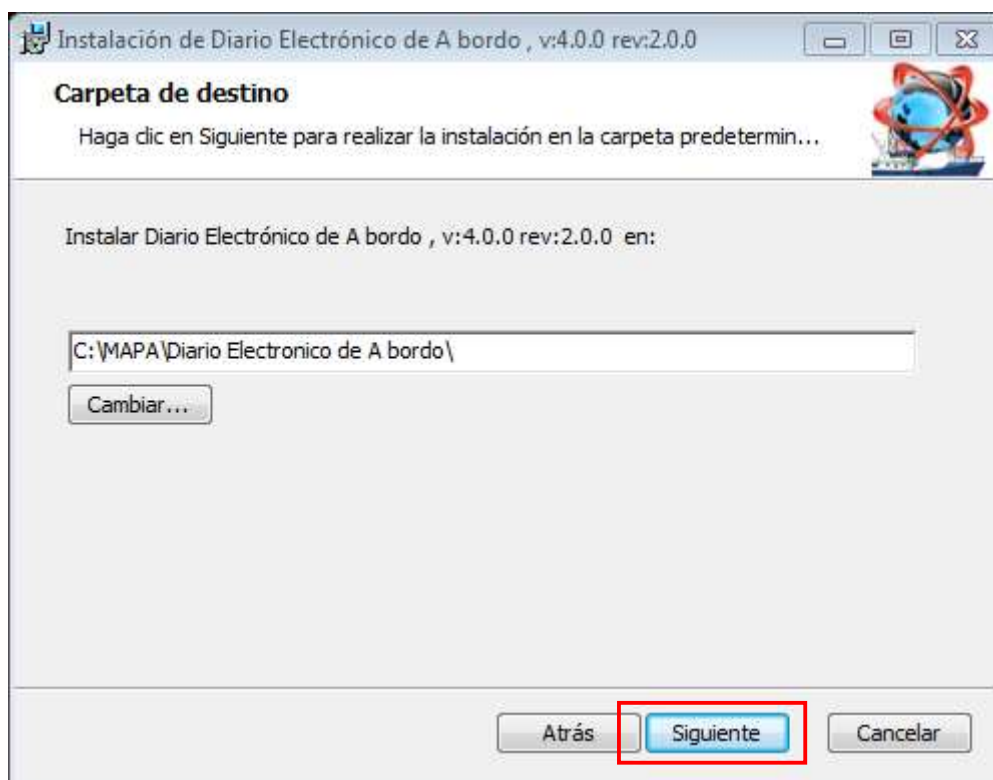 Instalación de Diario Electrónico de A bordo , v:4.0.0 rev:2.0.0
Carpeta de destino
Haga clic en Siguiente para realizar la instalación en la carpeta predetermin...
Instalar Diario Electrónico de A bordo , v:4.0.0 rev:2.0.0 en:
C:\MAPA\Diario Electronico de A bordo\
Cambiar...
Atrás Siguiente Cancelar